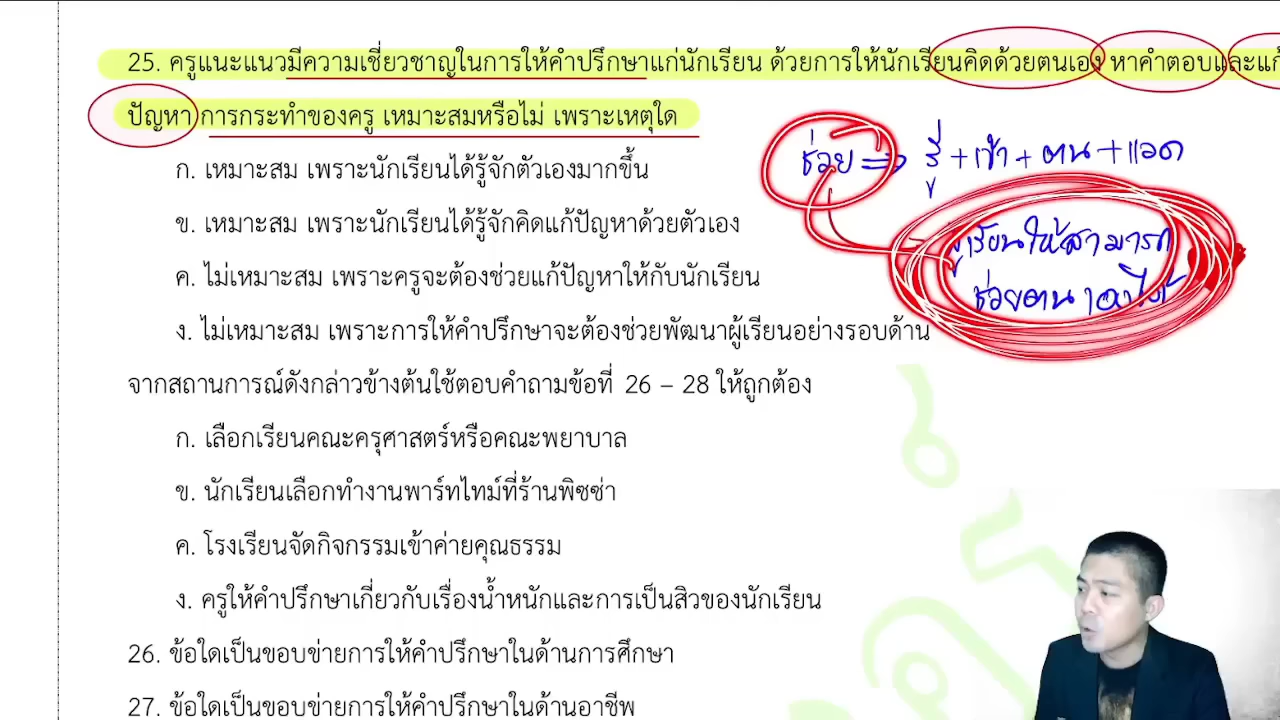 25. ครูแนะแนวมีความเชี่ยวชาญในการให้คำปรึกษาแก่นักเรียน ด้วยการให้นักเรียนคิดด้วยตนเอง หาคำตอบและแก้
ปัญหา การกระทำของครู เหมาะสมหรือไม่ เพราะเหตุใด
ช่วย => รู้ + เข้า + ตน + แวด
ก. เหมาะสม เพราะนักเรียนได้รู้จักตัวเองมากขึ้น
ข. เหมาะสม เพราะนักเรียนได้รู้จักคิดแก้ปัญหาด้วยตัวเอง
ผู้เรียนให้สามารถ
ค. ไม่เหมาะสม เพราะครูจะต้องช่วยแก้ปัญหาให้กับนักเรียน
ช่วยตนเองได้
ง. ไม่เหมาะสม เพราะการให้คำปรึกษาจะต้องช่วยพัฒนาผู้เรียนอย่างรอบด้าน
จากสถานการณ์ดังกล่าวข้างต้นใช้ตอบคำถามข้อที่ 26 – 28 ให้ถูกต้อง
ก. เลือกเรียนคณะครุศาสตร์หรือคณะพยาบาล
ข. นักเรียนเลือกทำงานพาร์ทไทม์ที่ร้านพิซซ่า
ค. โรงเรียนจัดกิจกรรมเข้าค่ายคุณธรรม
ง. ครูให้คำปรึกษาเกี่ยวกับเรื่องน้ำหนักและการเป็นสิวของนักเรียน
26. ข้อใดเป็นขอบข่ายการให้คำปรึกษาในด้านการศึกษา
27. ข้อใดเป็นขอบข่ายการให้คำปรึกษาในด้านอาชีพ